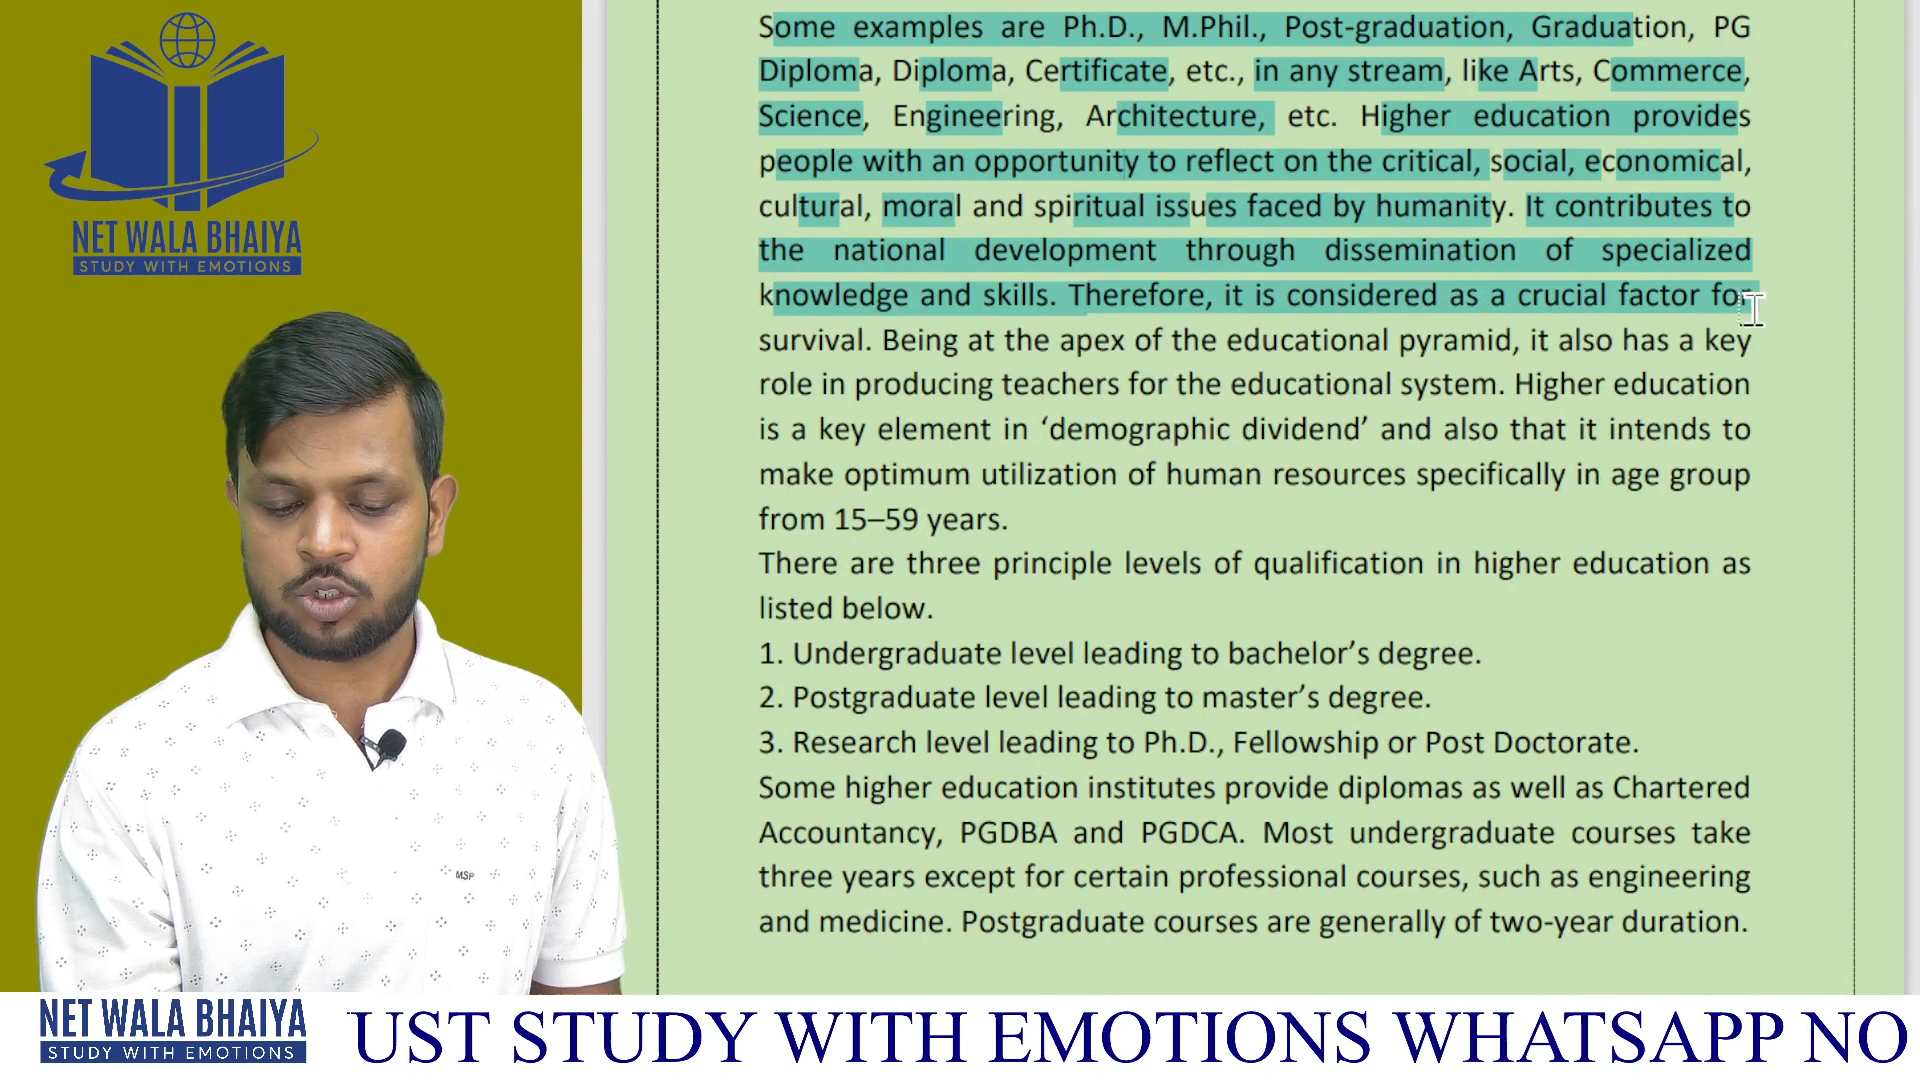 NET WALA BHAIYA
STUDY WITH EMOTIONS
Some examples are Ph.D., M.Phil., Post-graduation, Graduation, PG
Diploma, Diploma, Certificate, etc., in any stream, like Arts, Commerce,
Science, Engineering, Architecture, etc. Higher education provides
people with an opportunity to reflect on the critical, social, economical,
cultural, moral and spiritual issues faced by humanity. It contributes to
the national development through dissemination of specialized
knowledge and skills. Therefore, it is considered as a crucial factor for
survival. Being at the apex of the educational pyramid, it also has a key
role in producing teachers for the educational system. Higher education
is a key element in ‘demographic dividend’ and also that it intends to
make optimum utilization of human resources specifically in age group
from 15–59 years.
There are three principle levels of qualification in higher education as
listed below.
1. Undergraduate level leading to bachelor’s degree.
2. Postgraduate level leading to master’s degree.
3. Research level leading to Ph.D., Fellowship or Post Doctorate.
Some higher education institutes provide diplomas as well as Chartered
Accountancy, PGDBA and PGDCA. Most undergraduate courses take
three years except for certain professional courses, such as engineering
and medicine. Postgraduate courses are generally of two-year duration.
MSP
NET WALA BHAIYA
STUDY WITH EMOTIONS
UST STUDY WITH EMOTIONS WHATSAPP NO